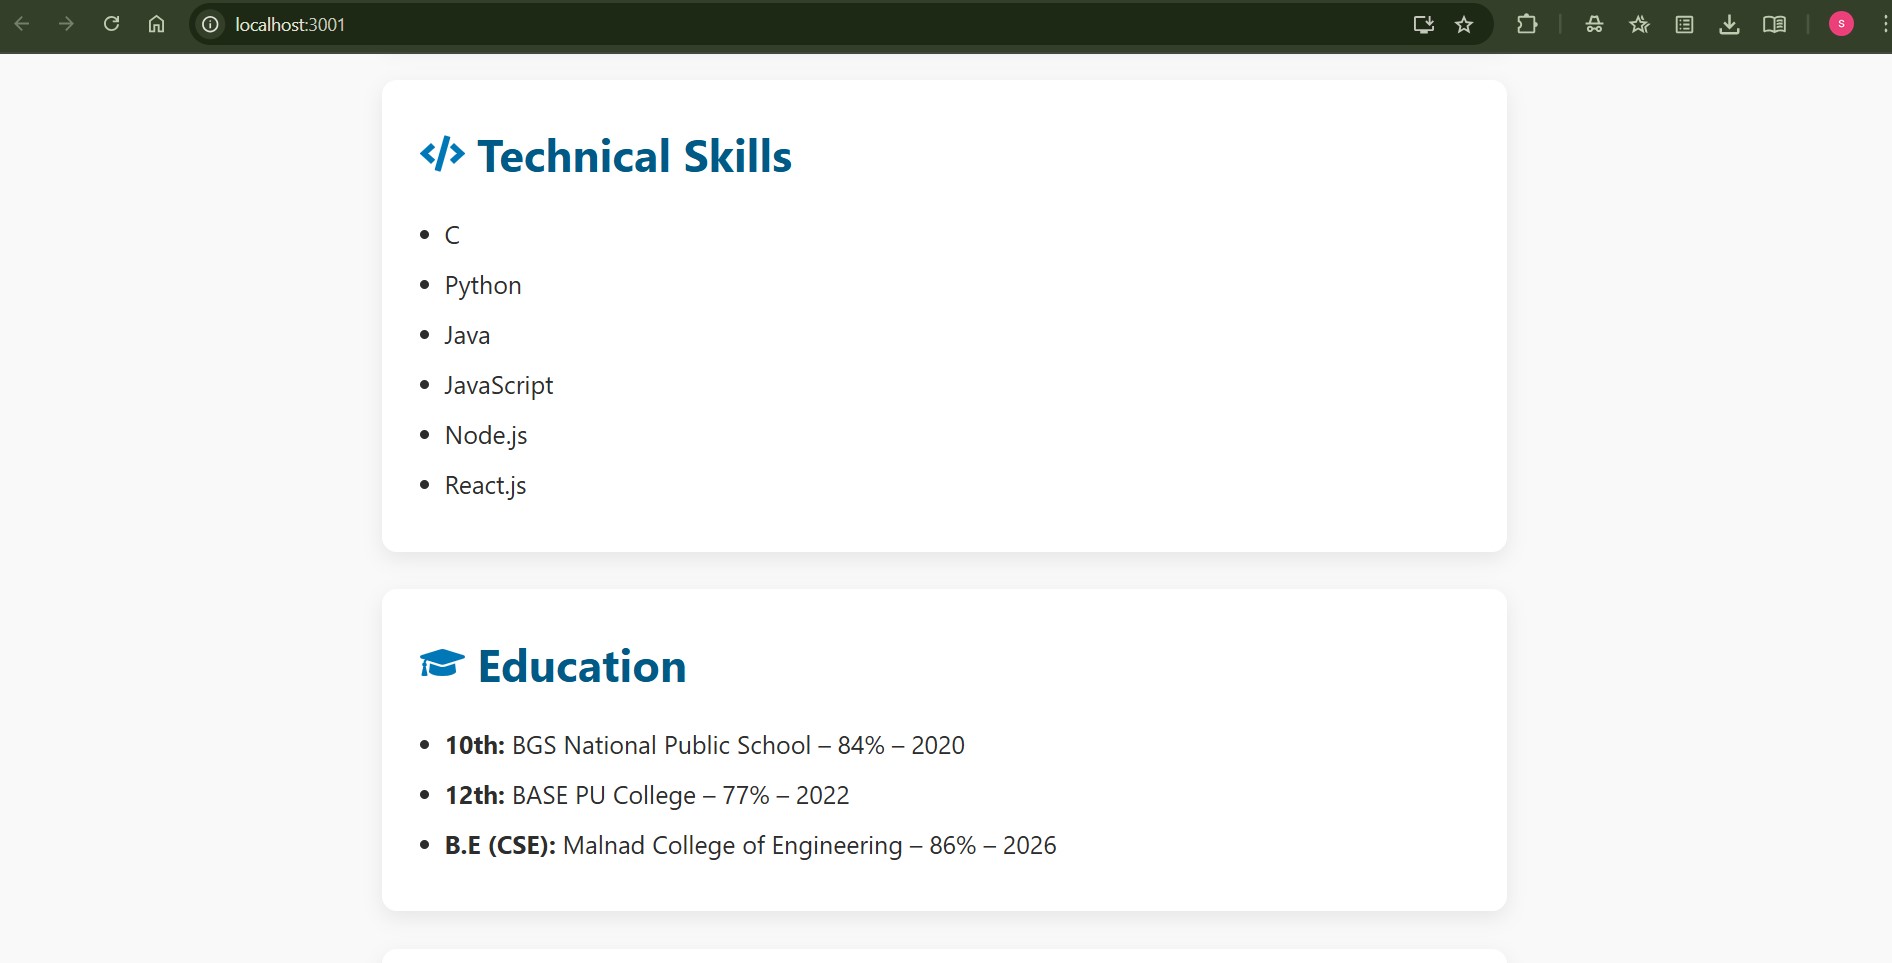 localhost:3001
S
Technical Skills
C
Python
Java
JavaScript
Node.js
React.js
Education
10th: BGS National Public School – 84% – 2020
12th: BASE PU College – 77% – 2022
B.E (CSE): Malnad College of Engineering – 86% – 2026